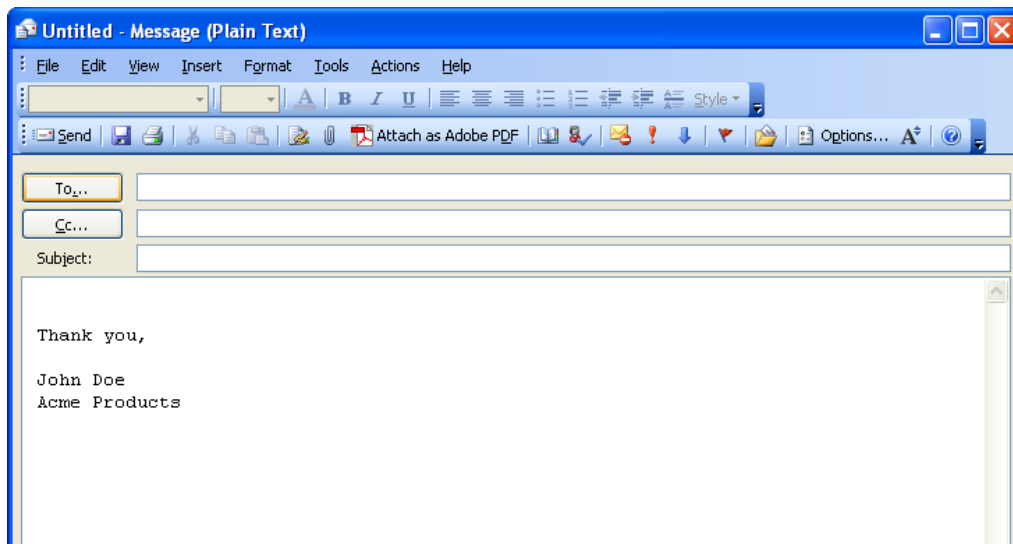 Untitled - Message (Plain Text)
File Edit View Insert Format Tools Actions Help
A B I U Style
Send Attach as Adobe PDF Options... A
To...
Cc...
Subject:
Thank you,
John Doe
Acme Products